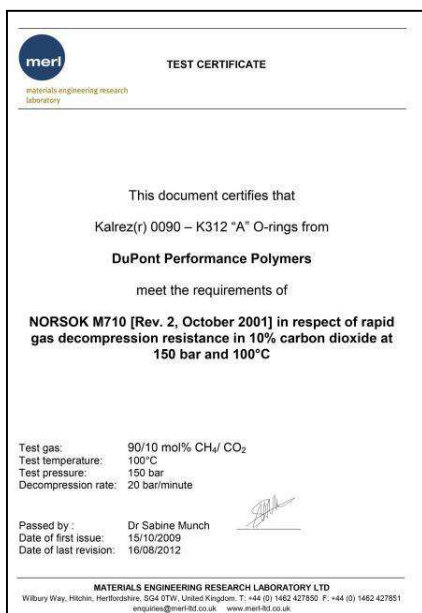 merl
TEST CERTIFICATE
materials engineering research
laboratory
This document certifies that
Kalrez(r) 0090 – K312 "A" O-rings from
DuPont Performance Polymers
meet the requirements of
NORSOK M710 [Rev. 2, October 2001] in respect of rapid
gas decompression resistance in 10% carbon dioxide at
150 bar and 100°C
Test gas: 90/10 mol% CH₄/ CO₂
Test temperature: 100°C
Test pressure: 150 bar
Decompression rate: 20 bar/minute
Passed by : Dr Sabine Munch
Date of first issue: 15/10/2009
Date of last revision: 16/08/2012
MATERIALS ENGINEERING RESEARCH LABORATORY LTD
Wilbury Way, Hitchin, Hertfordshire, SG4 0TW, United Kingdom. T: +44 (0) 1462 427850 F: +44 (0) 1462 427851
enquiries@merl-ltd.co.uk www.merl-ltd.co.uk